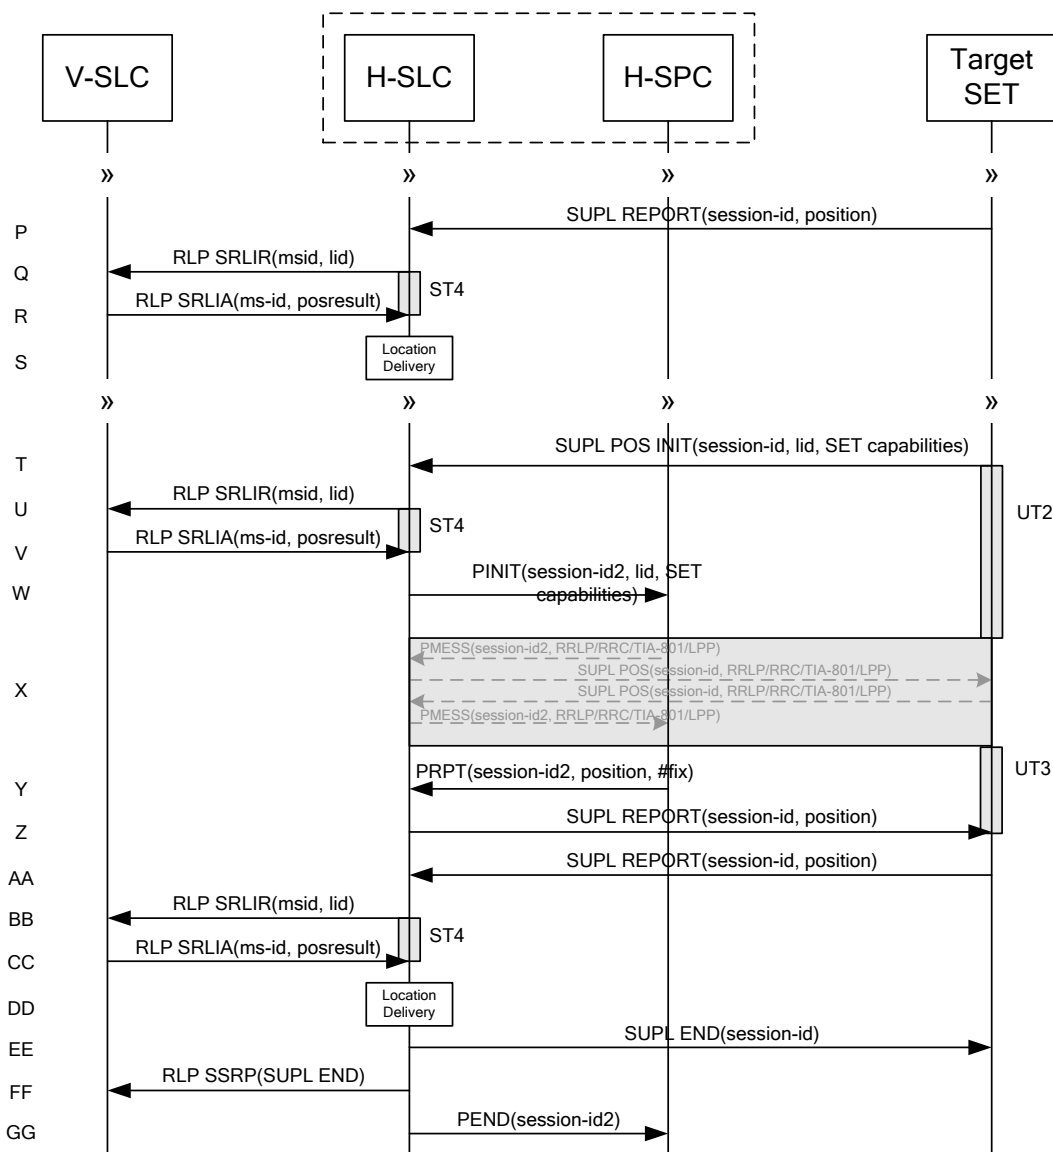 V-SLC
H-SLC
H-SPC
Target
SET
»
»
»
»
P
SUPL REPORT(session-id, position)
Q
RLP SRLIR(msid, lid)
ST4
R
RLP SRLIA(ms-id, posresult)
S
Location
Delivery
»
»
»
T
SUPL POS INIT(session-id, lid, SET capabilities)
U
RLP SRLIR(msid, lid)
UT2
ST4
V
RLP SRLIA(ms-id, posresult)
W
PINIT(session-id2, lid, SET
capabilities)
X
PMESS(session-id2, RRLP/RRC/TIA-801/LPP)
SUPL POS(session-id, RRLP/RRC/TIA-801/LPP)
SUPL POS(session-id, RRLP/RRC/TIA-801/LPP)
PMESS(session-id2, RRLP/RRC/TIA-801/LPP)
Y
PRPT(session-id2, position, #fix)
UT3
Z
SUPL REPORT(session-id, position)
AA
SUPL REPORT(session-id, position)
BB
RLP SRLIR(msid, lid)
ST4
CC
RLP SRLIA(ms-id, posresult)
DD
Location
Delivery
EE
SUPL END(session-id)
FF
RLP SSRP(SUPL END)
GG
PEND(session-id2)